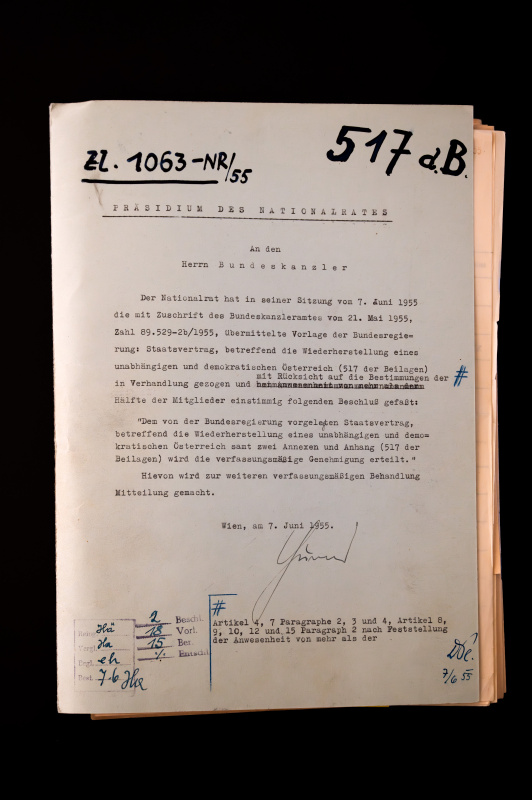 Zl. 1063-NR/55
517 d.B.
PRÄSIDIUM DES NATIONALRATES
An den
Herrn Bundeskanzler
Der Nationalrat hat in seiner Sitzung vom 7. Juni 1955
die mit Zuschrift des Bundeskanzleramtes vom 21. Mai 1955,
Zahl 89.529-2b/1955, übermittelte Vorlage der Bundesregie-
rung: Staatsvertrag, betreffend die Wiederherstellung eines
unabhängigen und demokratischen Österreich (517 der Beilagen)
mit Rücksicht auf die Bestimmungen der #
in Verhandlung gezogen und
Hälfte der Mitglieder einstimmig folgenden Beschluß gefaßt:
"Dem von der Bundesregierung vorgelegten Staatsvertrag,
betreffend die Wiederherstellung eines unabhängigen und demo=
kratischen Österreich samt zwei Annexen und Anhang (517 der
Beilagen) wird die verfassungsmäßige Genehmigung erteilt."
Hievon wird zur weiteren verfassungsmäßigen Behandlung
Mitteilung gemacht.
Wien, am 7. Juni 1955.
#
Artikel 4, 7 Paragraphe 2, 3 und 4, Artikel 8,
9, 10, 12 und 15 Paragraph 2 nach Feststellung
der Anwesenheit von mehr als der
2 Beschl.
18 Vorl.
15 Ber.
7.6
7/6 55